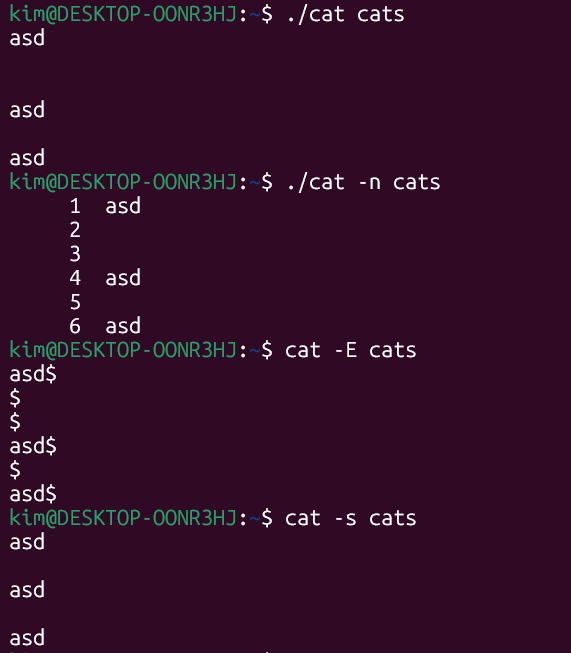 kim@DESKTOP-OONR3HJ:~$ ./cat cats
asd


asd

asd
kim@DESKTOP-OONR3HJ:~$ ./cat -n cats
     1  asd
     2
     3
     4  asd
     5
     6  asd
kim@DESKTOP-OONR3HJ:~$ cat -E cats
asd$
$
$
asd$
$
asd$
kim@DESKTOP-OONR3HJ:~$ cat -s cats
asd

asd

asd